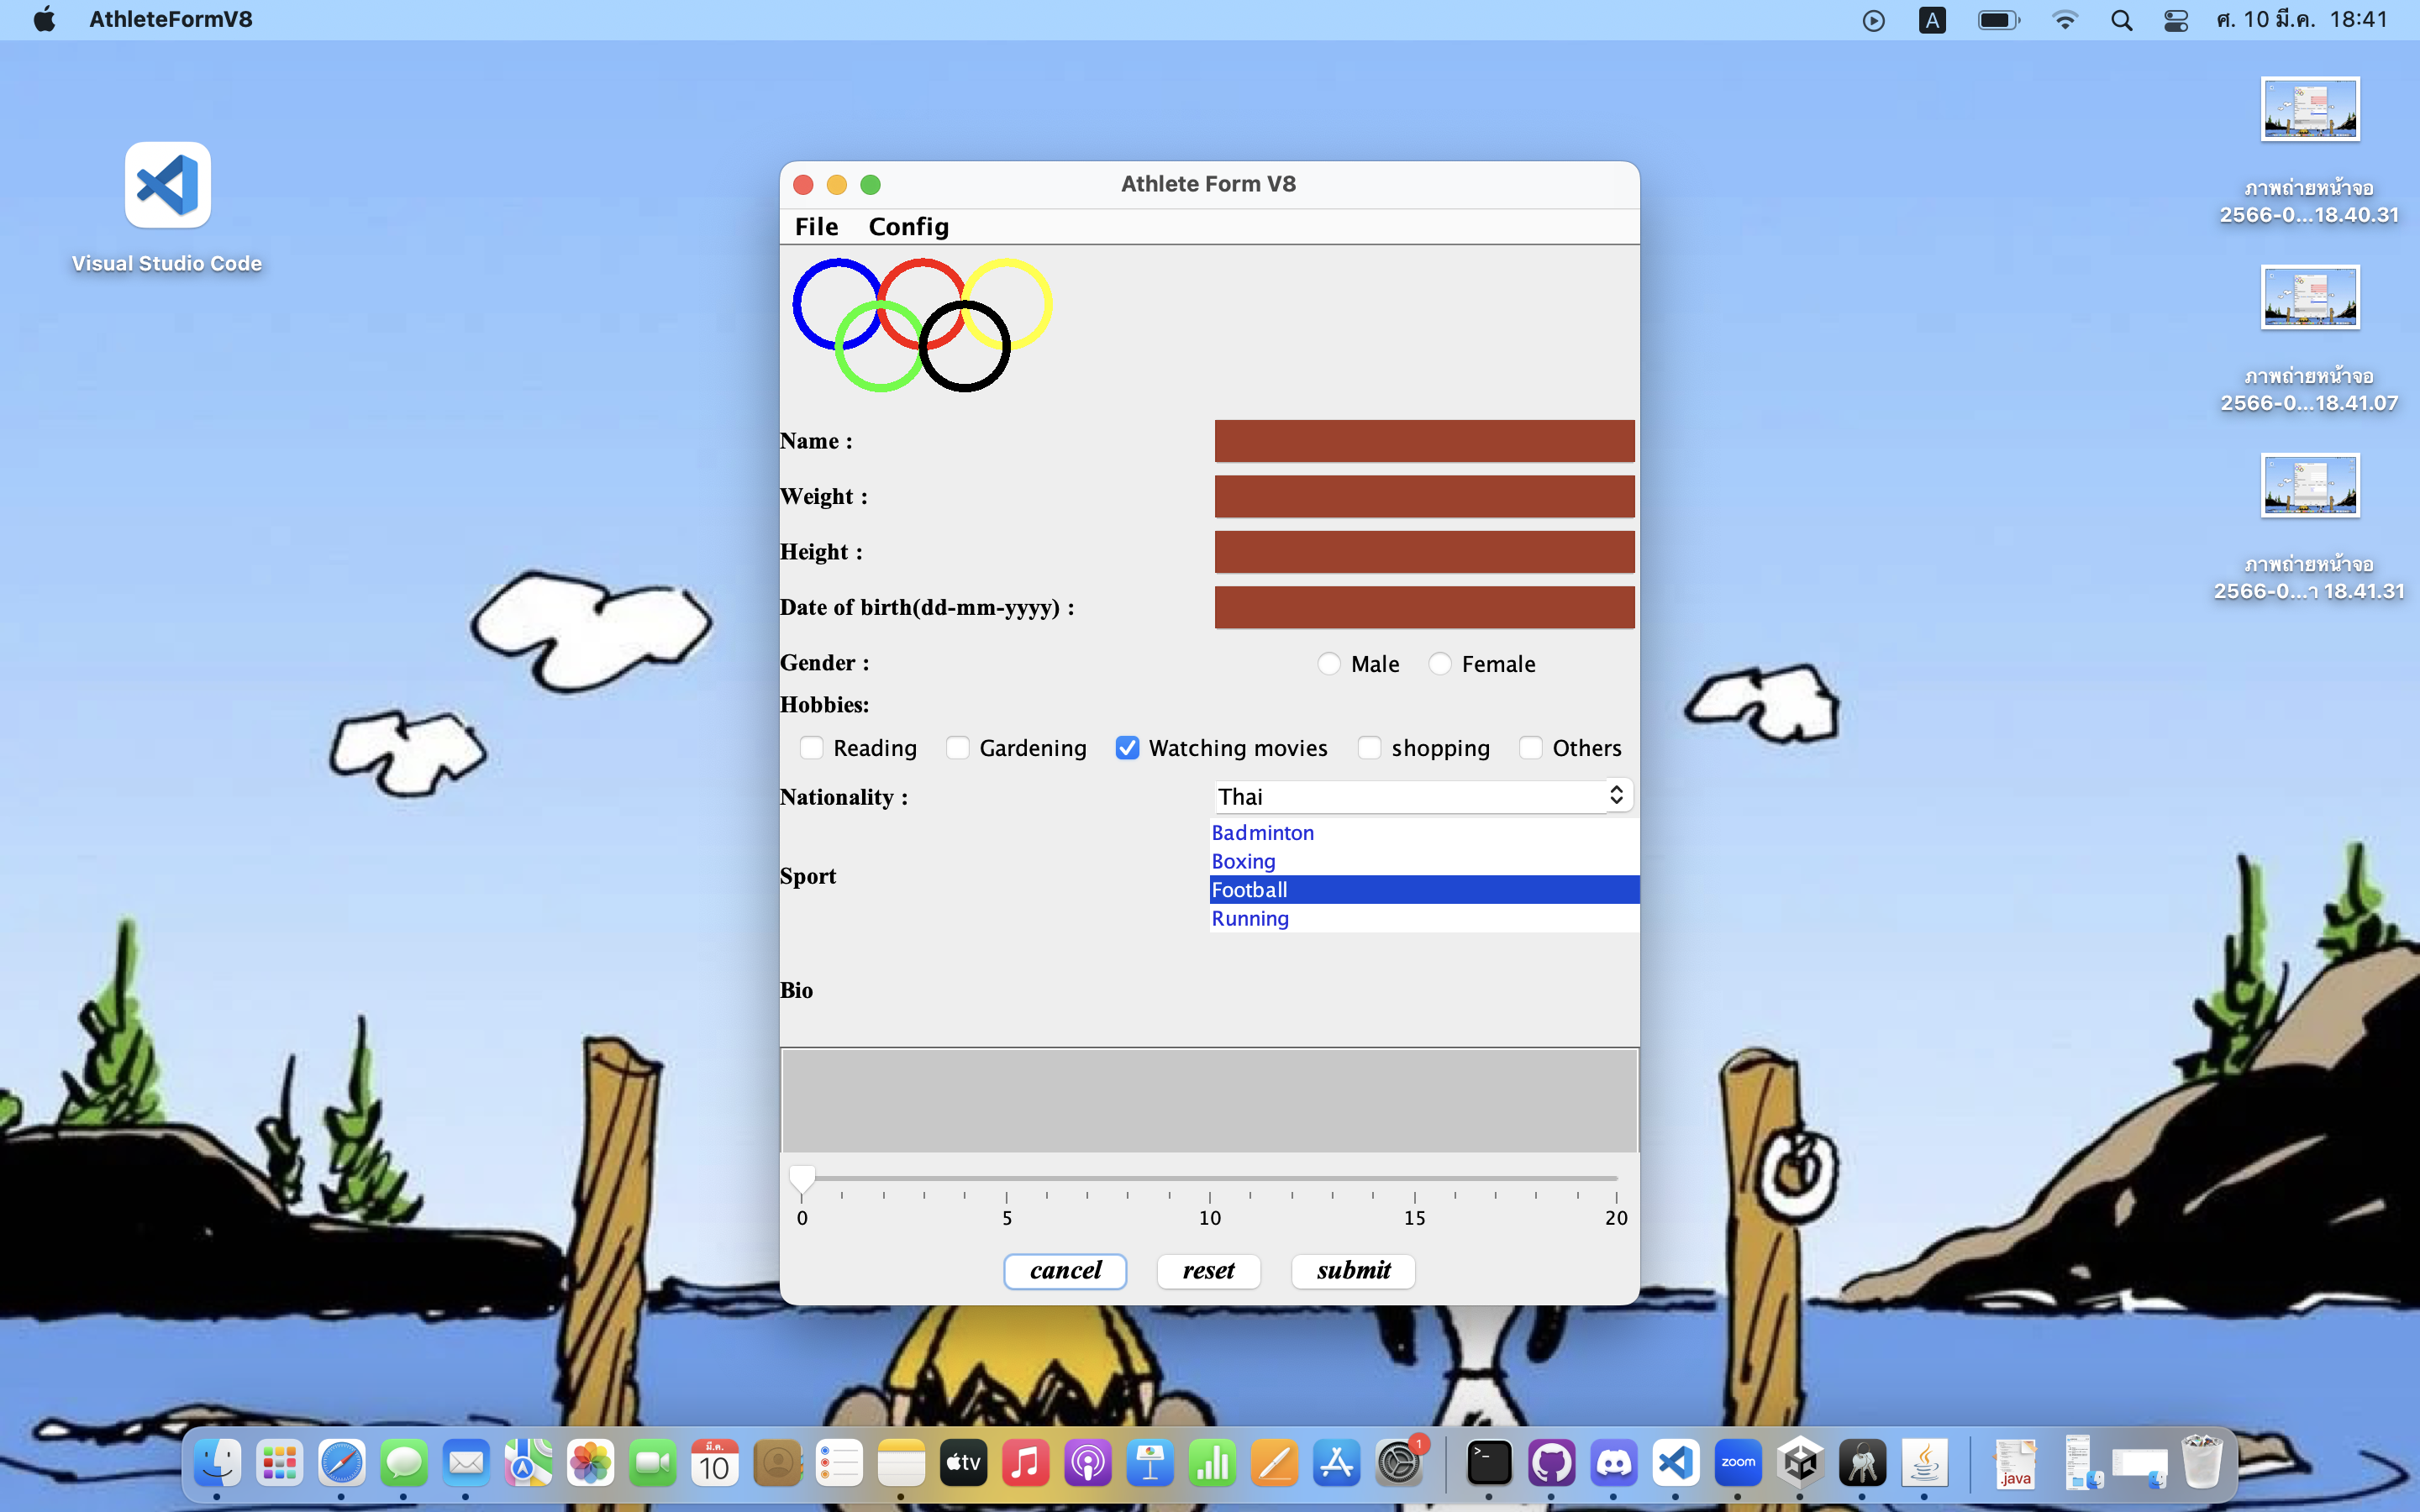 AthleteFormV8
A
ศ. 10 มี.ค. 18:41
Visual Studio Code
ภาพถ่ายหน้าจอ
2566-0...18.40.31
ภาพถ่ายหน้าจอ
2566-0...18.41.07
ภาพถ่ายหน้าจอ
2566-0...า 18.41.31
Athlete Form V8
File Config
Name :
Weight :
Height :
Date of birth(dd-mm-yyyy) :
Gender : Male Female
Hobbies:
Reading Gardening Watching movies shopping Others
Nationality : Thai
Badminton
Boxing
Sport
Football
Running
Bio
0 5 10 15 20
cancel reset submit
มี.ค.
10
tv
1
zoom
.java